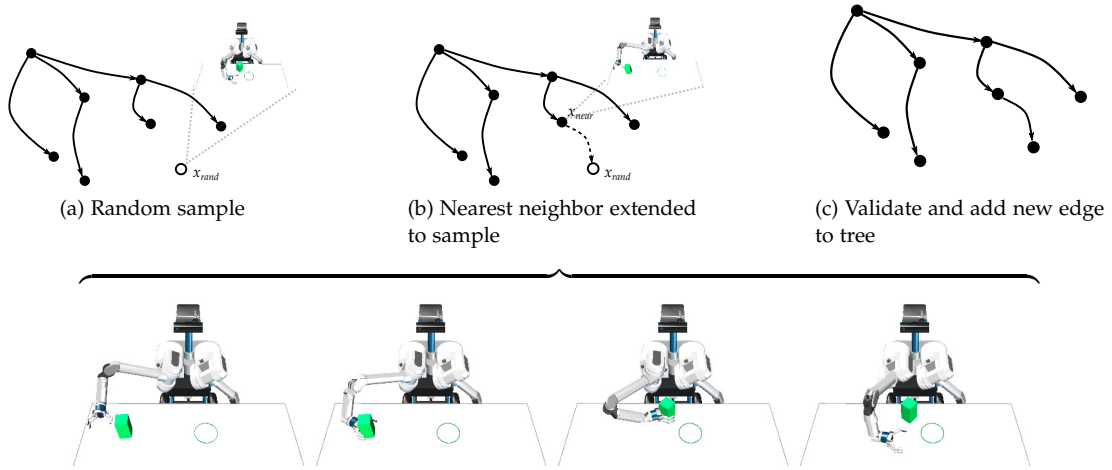 x_rand
(a) Random sample
x_near
x_rand
(b) Nearest neighbor extended
to sample
(c) Validate and add new edge
to tree